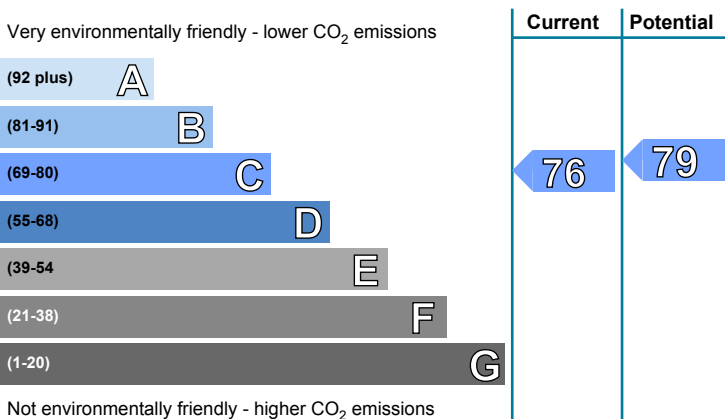 Very environmentally friendly - lower CO₂ emissions
Current
Potential
(92 plus) A
(81-91) B
(69-80) C
76
79
(55-68) D
(39-54 E
(21-38) F
(1-20) G
Not environmentally friendly - higher CO₂ emissions